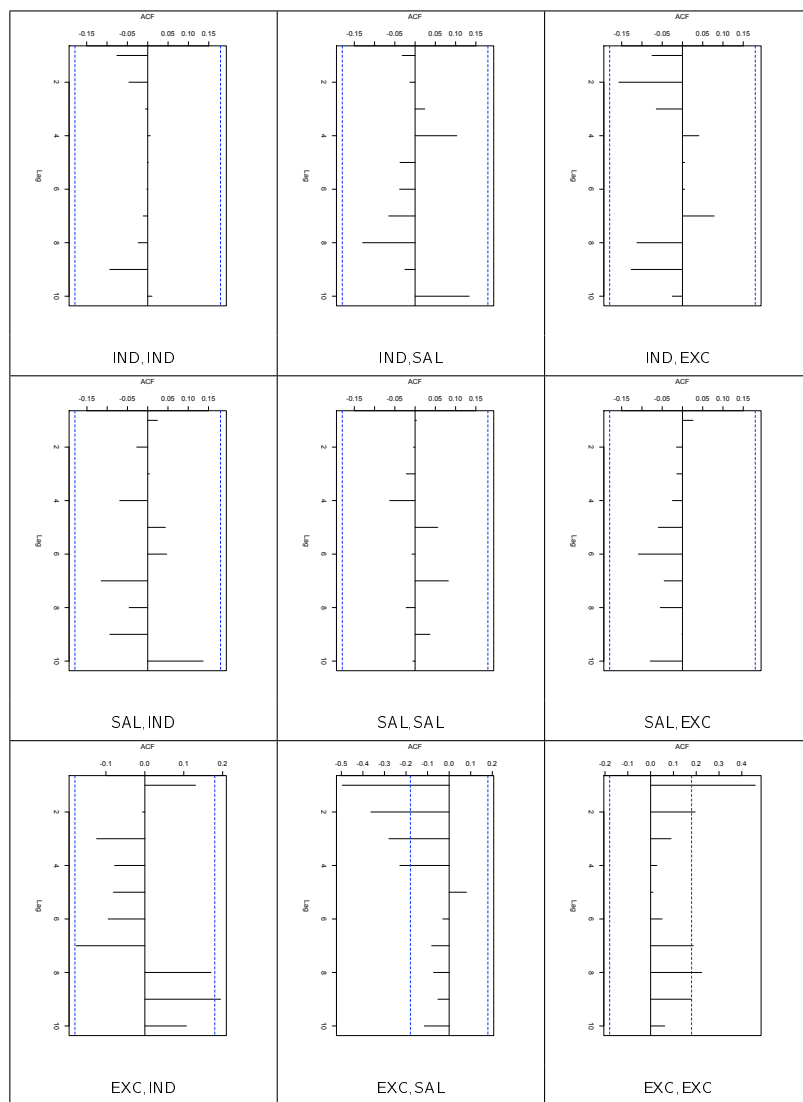 ACF
-0.15 -0.05 0.05 0.10 0.15
2
4
6
8
10
Lag
IND, IND
ACF
-0.15 -0.05 0.05 0.10 0.15
2
4
6
8
10
Lag
IND, SAL
ACF
-0.15 -0.05 0.05 0.10 0.15
2
4
6
8
10
Lag
IND, EXC
ACF
-0.15 -0.05 0.05 0.10 0.15
2
4
6
8
10
Lag
SAL, IND
ACF
-0.15 -0.05 0.05 0.10 0.15
2
4
6
8
10
Lag
SAL, SAL
ACF
-0.15 -0.05 0.05 0.10 0.15
2
4
6
8
10
Lag
SAL, EXC
ACF
-0.1 0.0 0.1 0.2
2
4
6
8
10
Lag
EXC, IND
ACF
-0.5 -0.4 -0.3 -0.2 -0.1 0.0 0.1 0.2
2
4
6
8
10
Lag
EXC, SAL
ACF
-0.2 -0.1 0.0 0.1 0.2 0.3 0.4
2
4
6
8
10
Lag
EXC, EXC